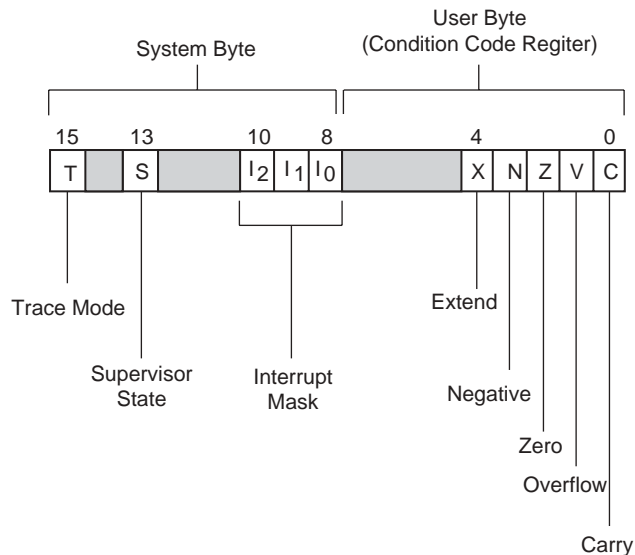 User Byte
(Condition Code Regiter)
System Byte
15 13 10 8 4 0
T S I2 I1 I0 X N Z V C
Trace Mode
Extend
Supervisor
State
Interrupt
Mask
Negative
Zero
Overflow
Carry